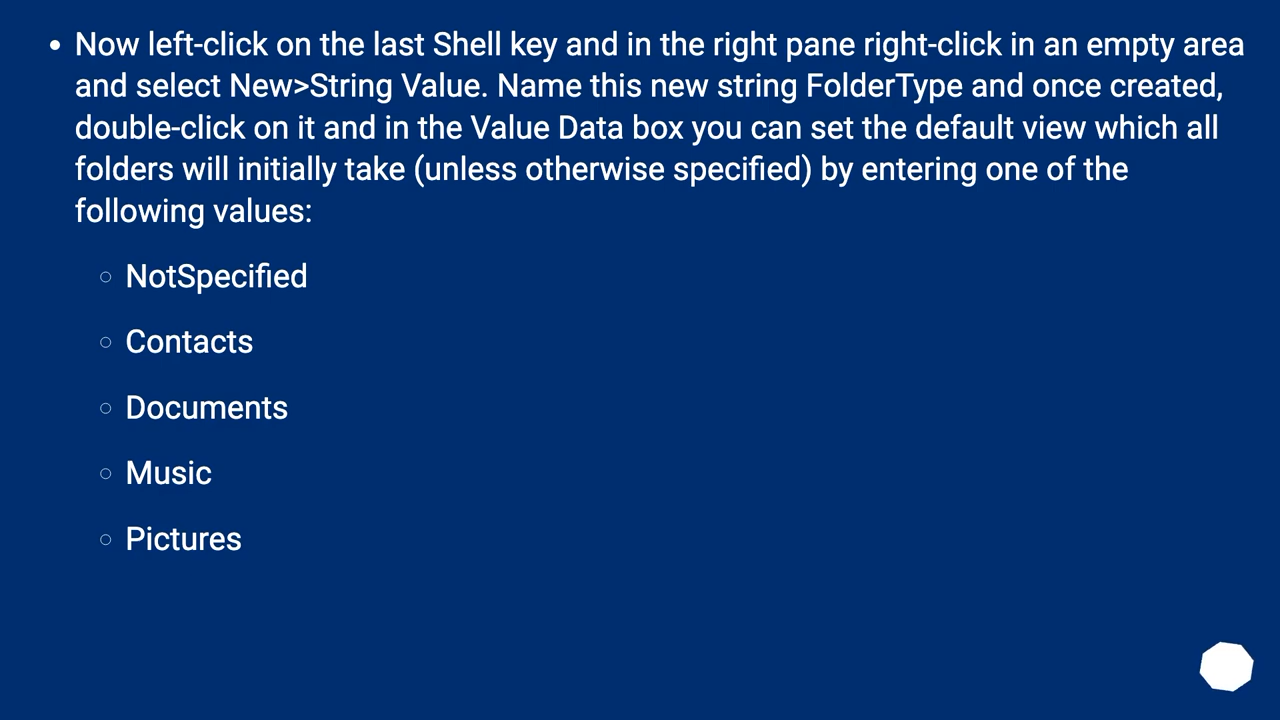 Now left-click on the last Shell key and in the right pane right-click in an empty area
and select New>String Value. Name this new string FolderType and once created,
double-click on it and in the Value Data box you can set the default view which all
folders will initially take (unless otherwise specified) by entering one of the
following values:
NotSpecified
Contacts
Documents
Music
Pictures